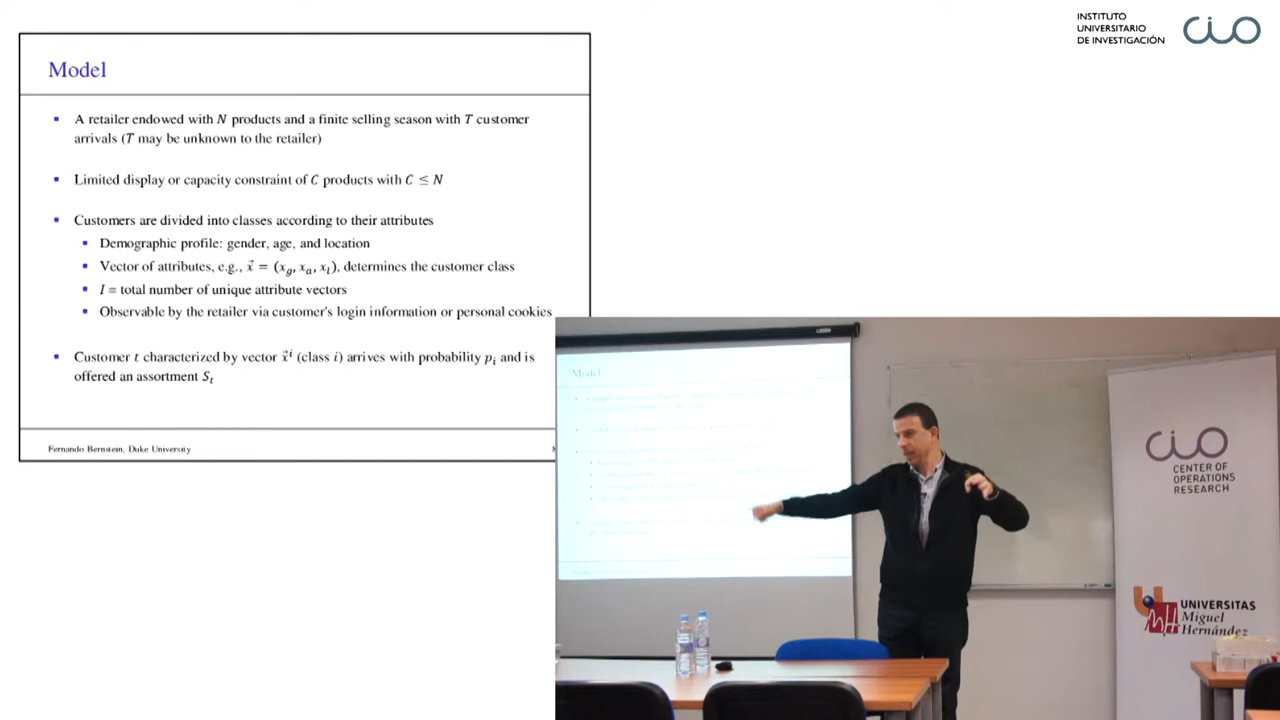 INSTITUTO
UNIVERSITARIO
DE INVESTIGACIÓN
CIO
Model
▪ A retailer endowed with N products and a finite selling season with T customer
arrivals (T may be unknown to the retailer)
▪ Limited display or capacity constraint of C products with C ≤ N
▪ Customers are divided into classes according to their attributes
▪ Demographic profile: gender, age, and location
▪ Vector of attributes, e.g., x⃗ = (x_g, x_a, x_l), determines the customer class
▪ I = total number of unique attribute vectors
▪ Observable by the retailer via customer's login information or personal cookies
▪ Customer t characterized by vector x⃗^i (class i) arrives with probability p_i and is
offered an assortment S_t
Fernando Bernstein, Duke University
Model
CIO
CENTER OF
OPERATIONS
RESEARCH
UNIVERSITAS
Miguel
Hernández